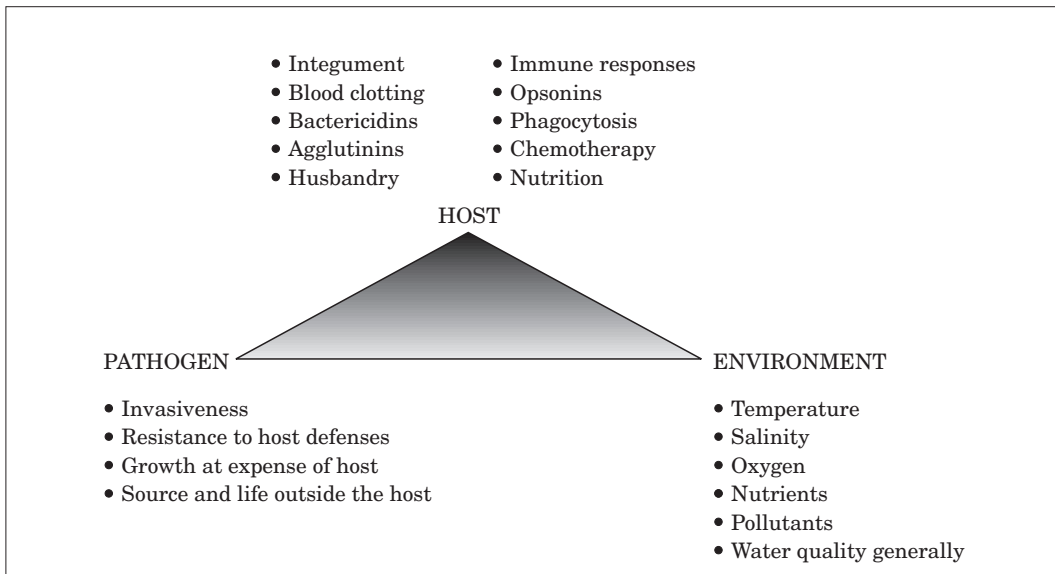 • Integument
• Blood clotting
• Bactericidins
• Agglutinins
• Husbandry
• Immune responses
• Opsonins
• Phagocytosis
• Chemotherapy
• Nutrition
HOST
PATHOGEN
• Invasiveness
• Resistance to host defenses
• Growth at expense of host
• Source and life outside the host
ENVIRONMENT
• Temperature
• Salinity
• Oxygen
• Nutrients
• Pollutants
• Water quality generally